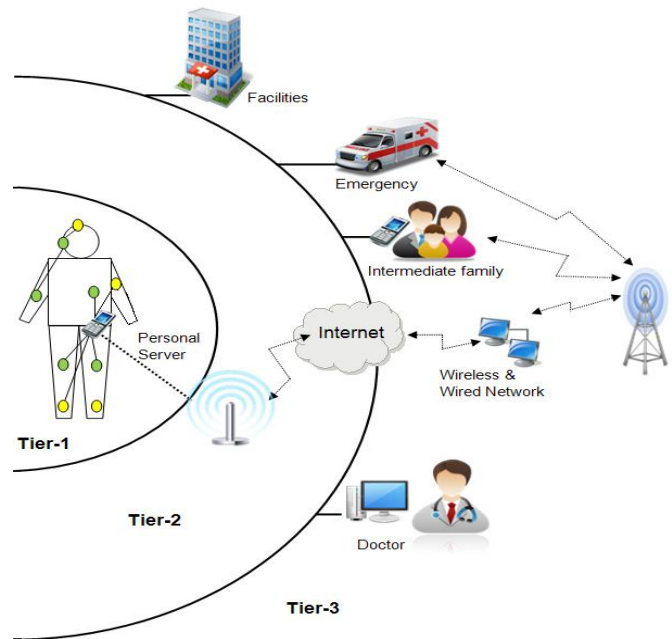 Facilities
Emergency
Intermediate family
Internet
Personal
Server
Wireless &
Wired Network
Tier-1
Tier-2
Doctor
Tier-3